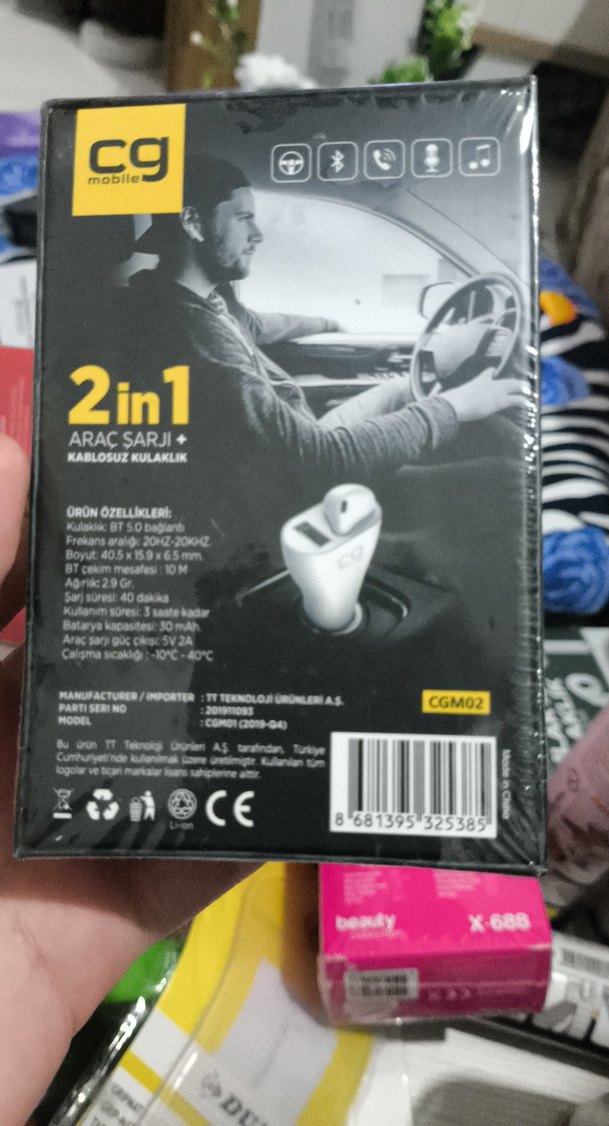 cg
mobile
2in1
ARAÇ ŞARJI +
KABLOSUZ KULAKLIK
ÜRÜN ÖZELLİKLERİ:
Kulaklık: BT 5.0 bağlantı
Frekans aralığı: 20HZ-20KHZ
Boyut: 40.5 x 15.9 x 6.5 mm.
BT çekim mesafesi : 10 M
Ağırlık: 2.9 Gr.
Şarj süresi: 40 dakika
Kullanım süresi: 3 saate kadar
Batarya kapasitesi: 30 mAh.
Araç şarjı güç çıkışı: 5V 2A
Çalışma sıcaklığı : -10°C - 40°C
cg
MANUFACTURER / IMPORTER : TT TEKNOLOJİ ÜRÜNLERİ A.Ş.
PARTI SERI NO : 201911093
MODEL : CGM01 (2019-Q4)
CGM02
Bu ürün TT Teknoloji Ürünleri A.Ş. tarafından, Türkiye
Cumhuriyeti'nde kullanılmak üzere üretilmiştir. Kullanılan tüm
logolar ve ticari markalar lisans sahiplerine aittir.
Li-ion
CE
8 681395 325385
Made in China
beauty
X-688